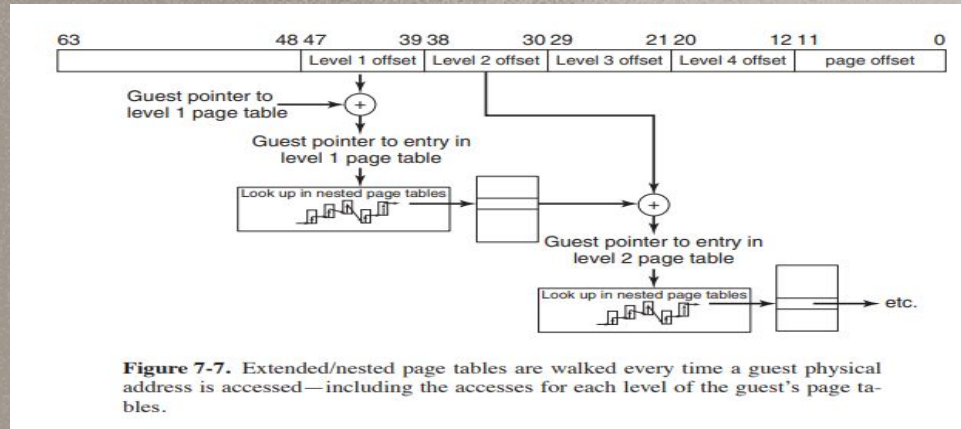 63 48 47 39 38 30 29 21 20 12 11 0
Level 1 offset Level 2 offset Level 3 offset Level 4 offset page offset
Guest pointer to
level 1 page table
+
Guest pointer to entry in
level 1 page table
Look up in nested page tables
+
Guest pointer to entry in
level 2 page table
Look up in nested page tables
etc.
Figure 7-7. Extended/nested page tables are walked every time a guest physical
address is accessed—including the accesses for each level of the guest's page ta-
bles.